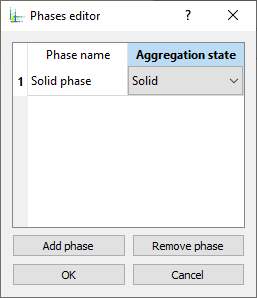 Phases editor ?
Phase name Aggregation state
1 Solid phase Solid
Add phase Remove phase
OK Cancel